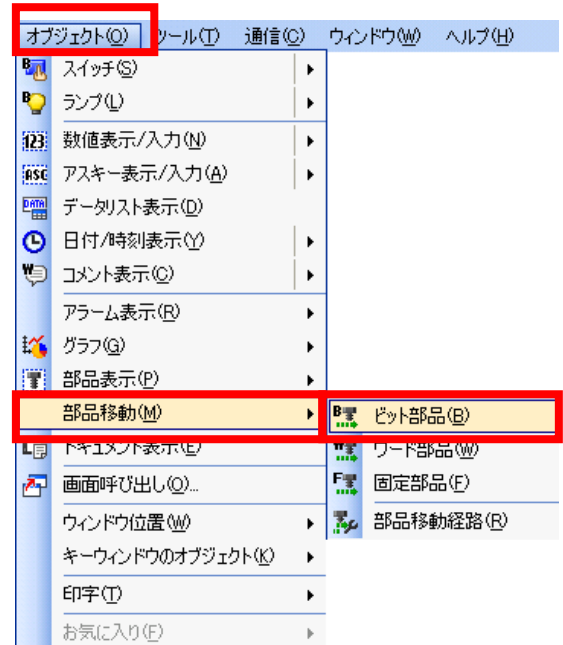 オブジェクト(O) ツール(T) 通信(C) ウィンドウ(W) ヘルプ(H)
スイッチ(S)
ランプ(L)
数値表示/入力(N)
アスキー表示/入力(A)
データリスト表示(D)
日付/時刻表示(Y)
コメント表示(C)
アラーム表示(R)
グラフ(G)
部品表示(P)
部品移動(M)
ビット部品(B)
ドキュメント表示(E)
ワード部品(W)
画面呼び出し(O)...
固定部品(F)
ウィンドウ位置(W)
部品移動経路(R)
キーウィンドウのオブジェクト(K)
印字(T)
お気に入り(F)